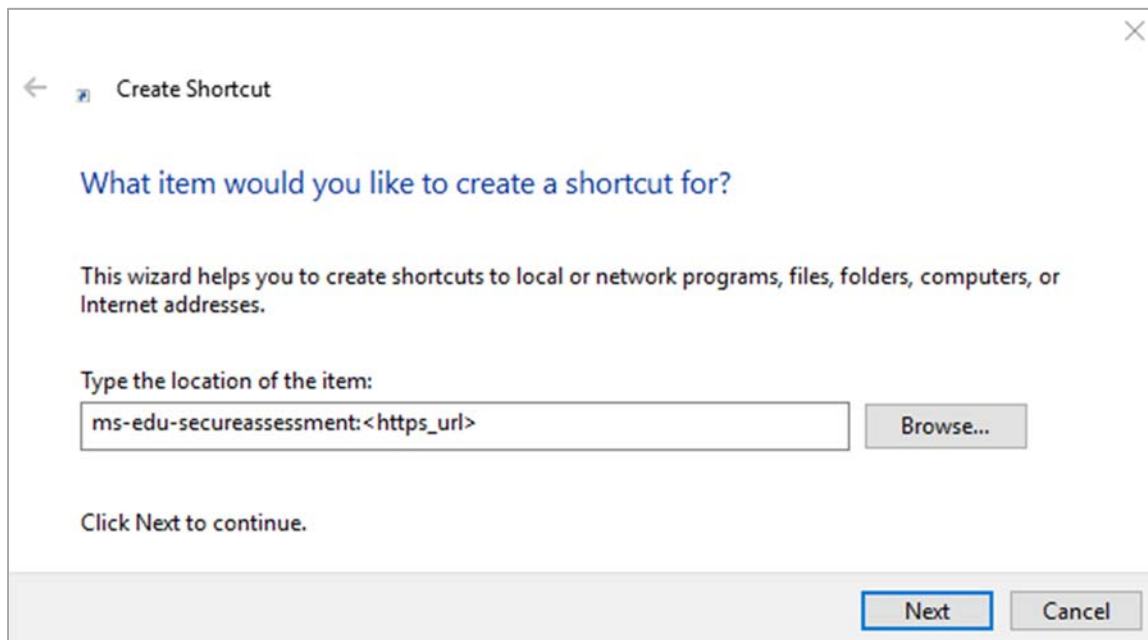 Create Shortcut
What item would you like to create a shortcut for?
This wizard helps you to create shortcuts to local or network programs, files, folders, computers, or
Internet addresses.
Type the location of the item:
ms-edu-secureassessment:<https_url>
Browse...
Click Next to continue.
Next
Cancel